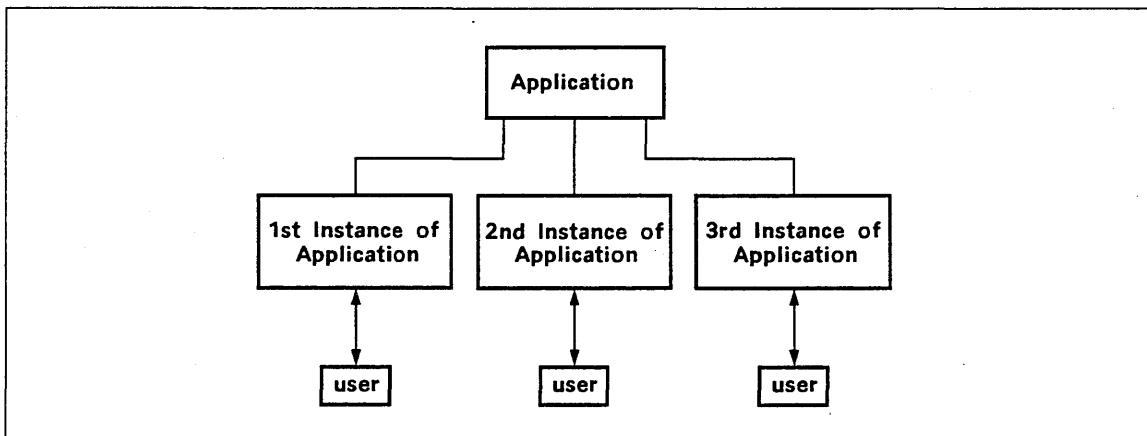 Application
1st Instance of
Application
2nd Instance of
Application
3rd Instance of
Application
user
user
user